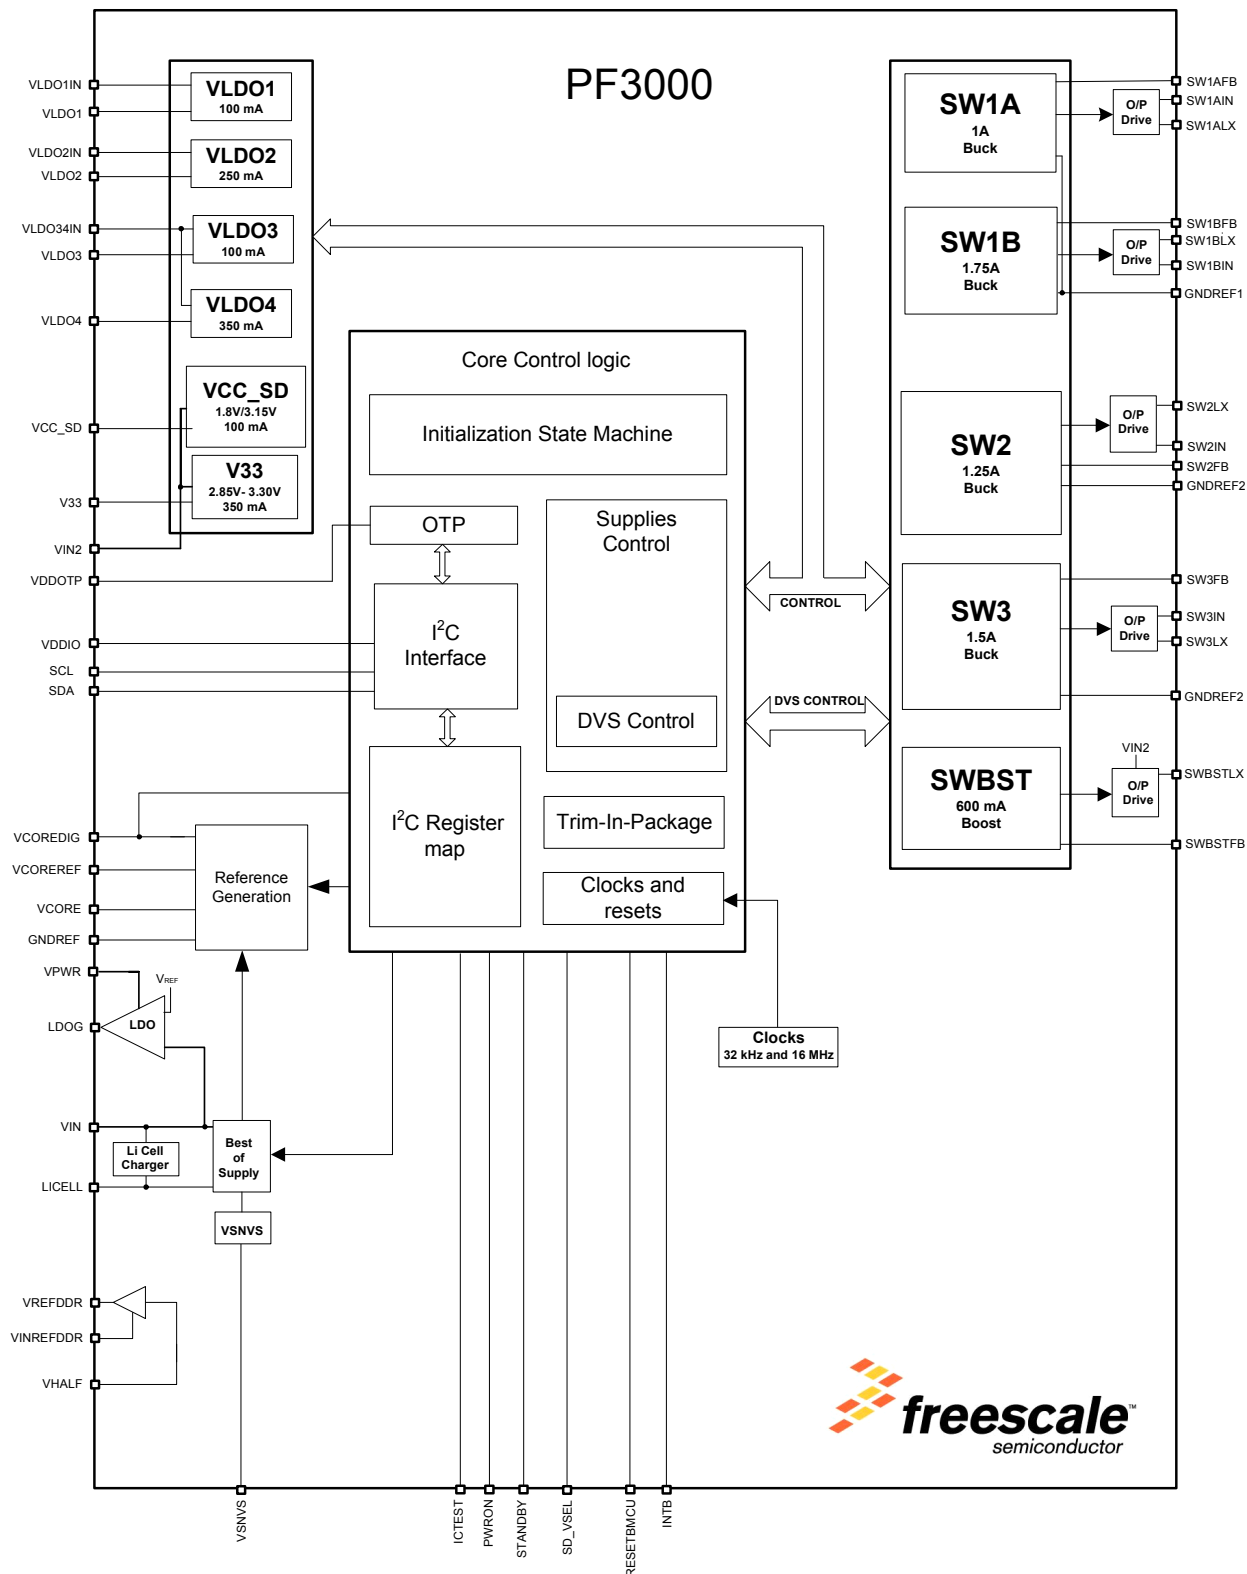 PF3000
VLDO1IN
VLDO1
VLDO2IN
VLDO2
VLDO34IN
VLDO3
VLDO4
VCC_SD
V33
VIN2
VDDOTP
VDDIO
SCL
SDA
VCOREDIG
VCOREREF
VCORE
GNDREF
VPWR
LDOG
VIN
LICELL
VREFDDR
VINREFDDR
VHALF
VLDO1
100 mA
VLDO2
250 mA
VLDO3
100 mA
VLDO4
350 mA
VCC_SD
1.8V/3.15V
100 mA
V33
2.85V- 3.30V
350 mA
Core Control logic
Initialization State Machine
OTP
I2C
Interface
I2C Register
map
Supplies
Control
DVS Control
Trim-In-Package
Clocks and
resets
Reference
Generation
VREF
LDO
Li Cell
Charger
Best
of
Supply
VSNVS
Clocks
32 kHz and 16 MHz
CONTROL
DVS CONTROL
SW1A
1A
Buck
O/P
Drive
SW1B
1.75A
Buck
O/P
Drive
SW2
1.25A
Buck
O/P
Drive
SW3
1.5A
Buck
O/P
Drive
SWBST
600 mA
Boost
VIN2
O/P
Drive
SW1AFB
SW1AIN
SW1ALX
SW1BFB
SW1BLX
SW1BIN
GNDREF1
SW2LX
SW2IN
SW2FB
GNDREF2
SW3FB
SW3IN
SW3LX
GNDREF2
SWBSTLX
SWBSTFB
freescale™
semiconductor
VSNVS
ICTEST
PWRON
STANDBY
SD_VSEL
RESETBMCU
INTB